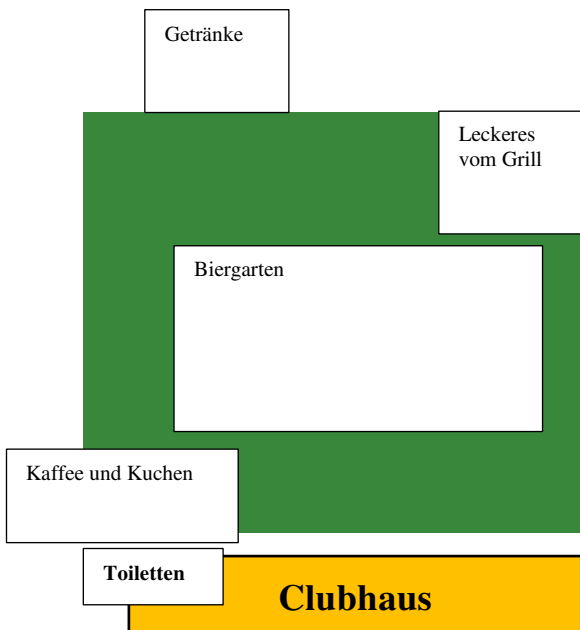 Getränke
Leckeres
vom Grill
Biergarten
Kaffee und Kuchen
Toiletten
Clubhaus